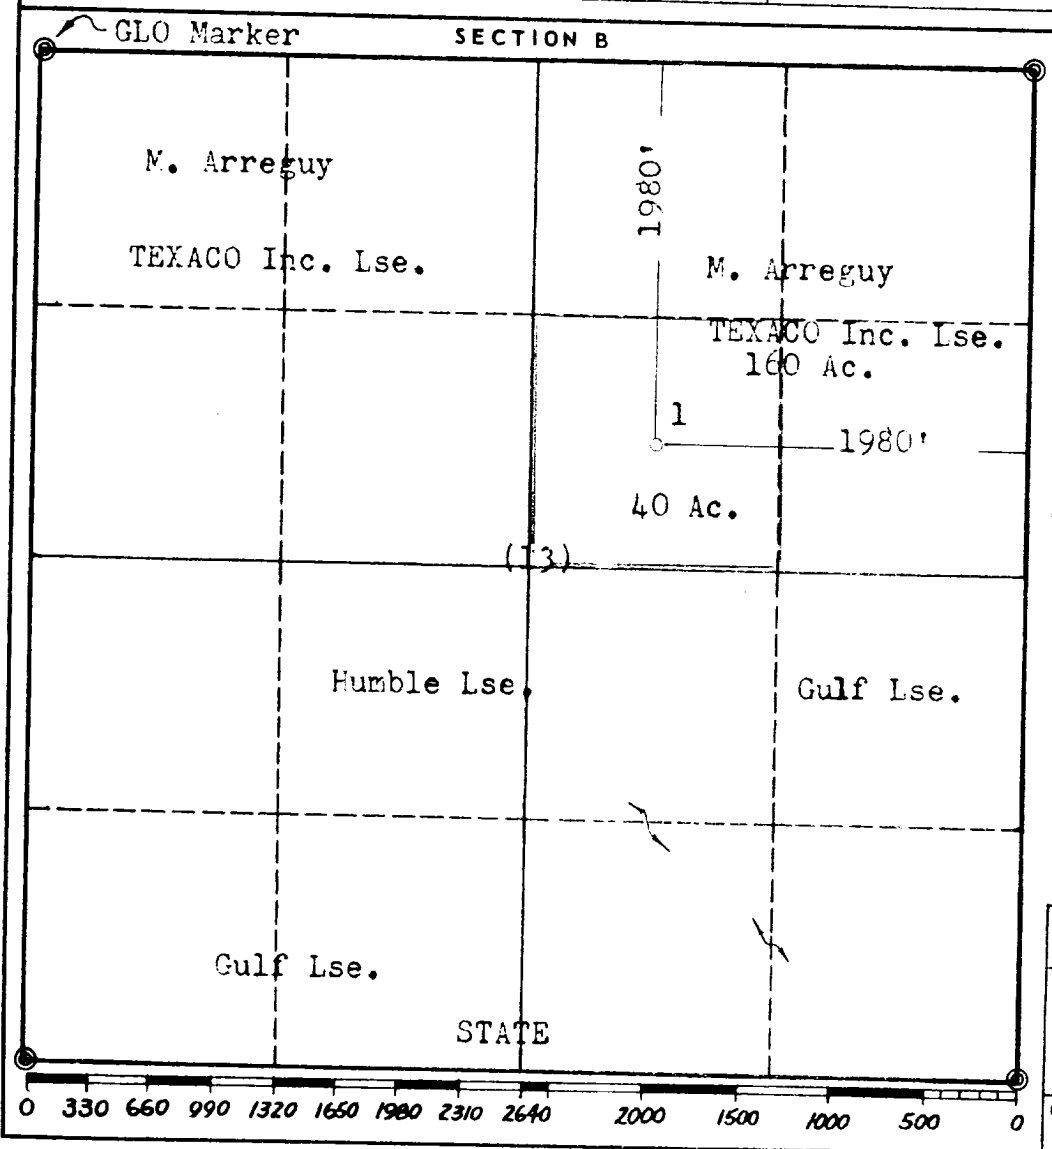 GLO Marker
SECTION B
M. Arreguy
TEXACO Inc. Lse.
1980'
M. Arreguy
TEXACO Inc. Lse.
160 Ac.
1
1980'
40 Ac.
(13)
Humble Lse.
Gulf Lse.
Gulf Lse.
STATE
0 330 660 990 1320 1650 1980 2310 2640 2000 1500 1000 500 0